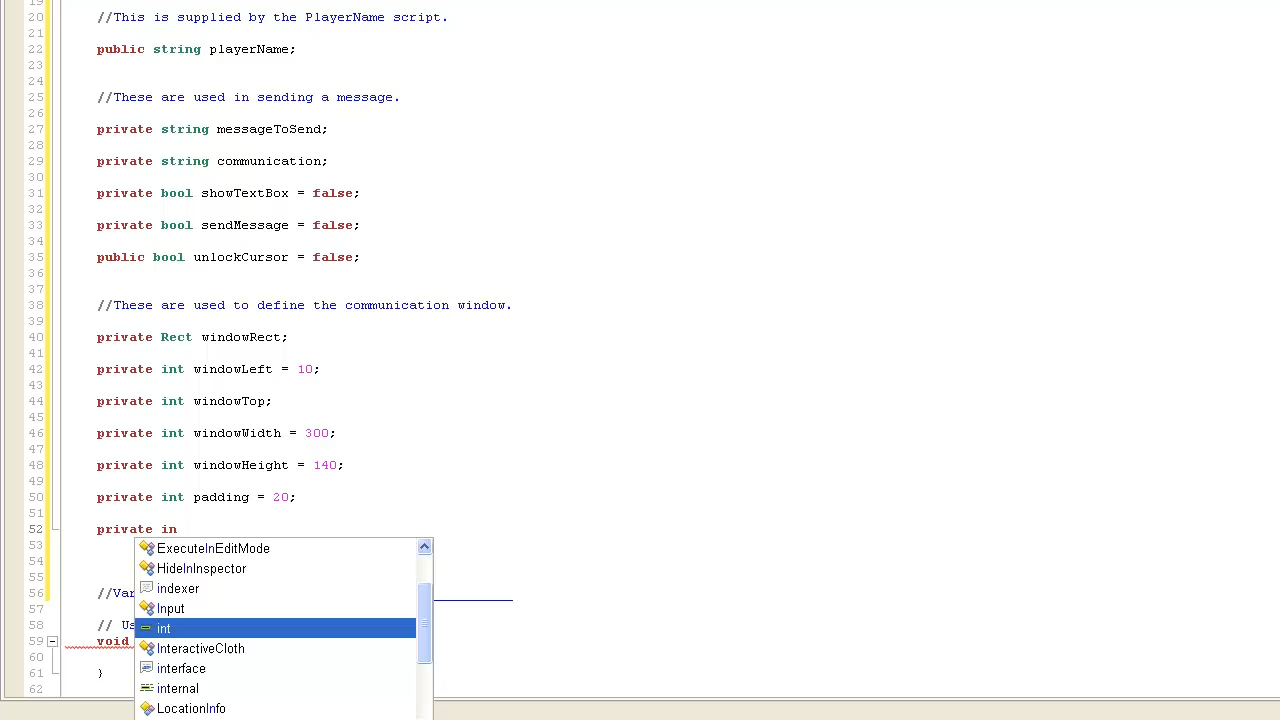 19
20 //This is supplied by the PlayerName script.
21
22 public string playerName;
23
24
25 //These are used in sending a message.
26
27 private string messageToSend;
28
29 private string communication;
30
31 private bool showTextBox = false;
32
33 private bool sendMessage = false;
34
35 public bool unlockCursor = false;
36
37
38 //These are used to define the communication window.
39
40 private Rect windowRect;
41
42 private int windowLeft = 10;
43
44 private int windowTop;
45
46 private int windowWidth = 300;
47
48 private int windowHeight = 140;
49
50 private int padding = 20;
51
52 private in
53
54
55
56 //Var
57
58 // Us
59 void
60
61 }
62
ExecuteInEditMode
HideInInspector
indexer
Input
int
InteractiveCloth
interface
internal
LocationInfo